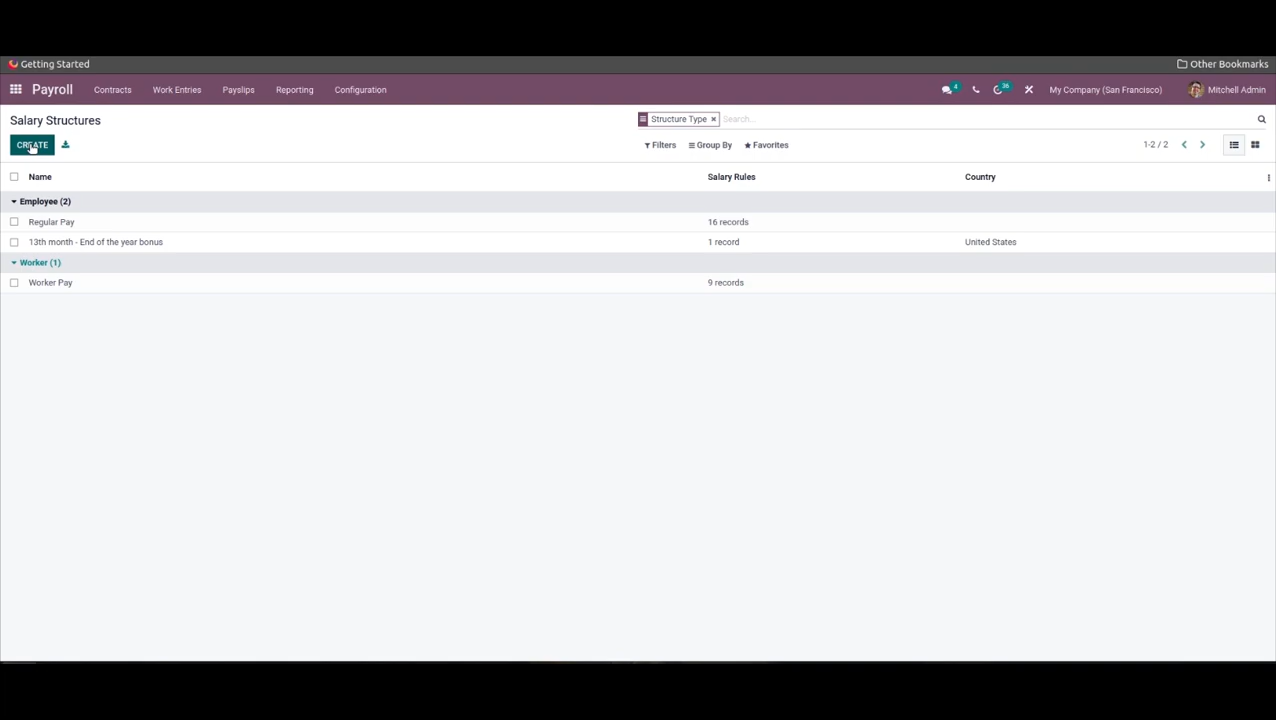 Getting Started Other Bookmarks
Payroll Contracts Work Entries Payslips Reporting Configuration 4 36 My Company (San Francisco) Mitchell Admin
Salary Structures Structure Type × Search...
CREATE Filters Group By Favorites 1-2 / 2
Name Salary Rules Country
Employee (2)
Regular Pay 16 records
13th month - End of the year bonus 1 record United States
Worker (1)
Worker Pay 9 records